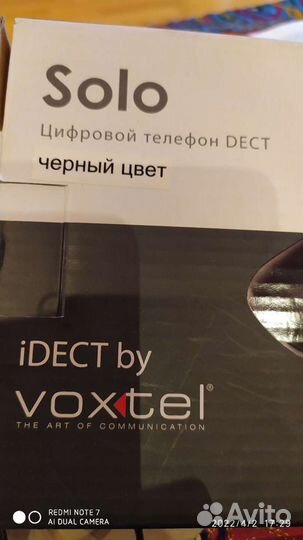 Solo
Цифровой телефон DECT
черный цвет
iDECT by
voxtel®
THE ART OF COMMUNICATION
REDMI NOTE 7
AI DUAL CAMERA
2022/4/2 17:29
Avito